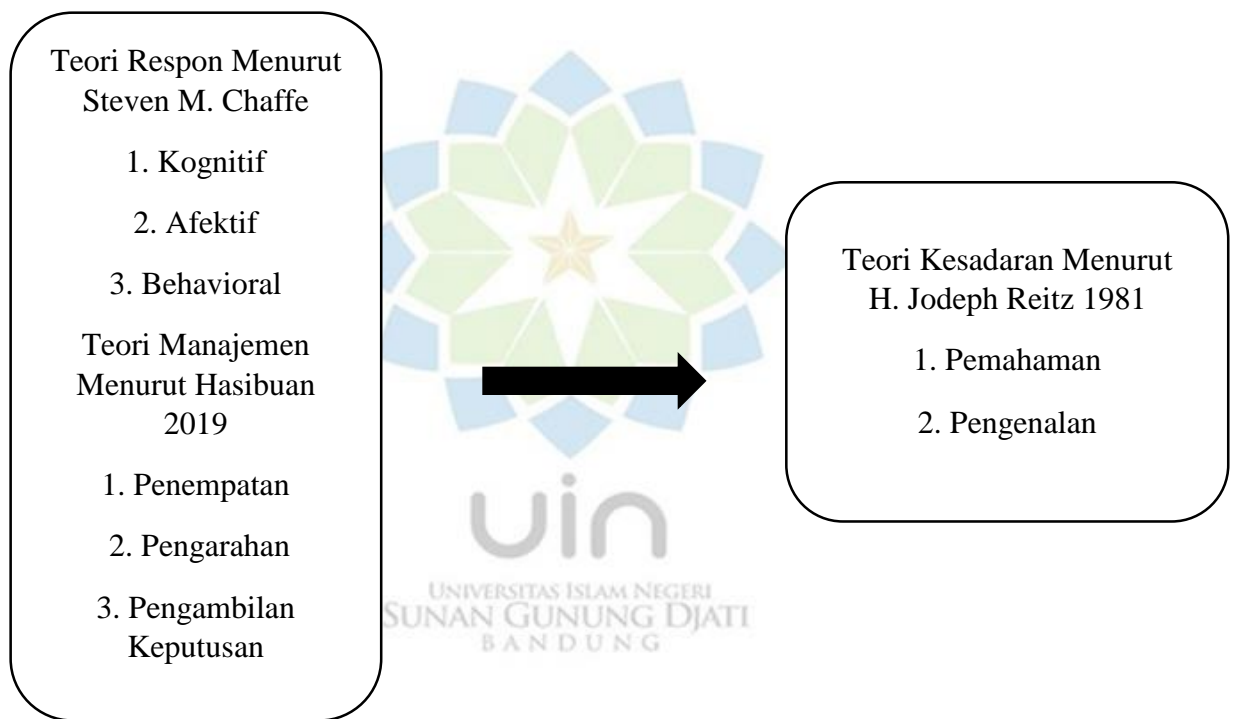 Teori Respon Menurut
Steven M. Chaffe
1. Kognitif
2. Afektif
3. Behavioral
Teori Manajemen
Menurut Hasibuan
2019
1. Penempatan
2. Pengarahan
3. Pengambilan
Keputusan
Teori Kesadaran Menurut
H. Jodeph Reitz 1981
1. Pemahaman
2. Pengenalan
uin
UNIVERSITAS ISLAM NEGERI
SUNAN GUNUNG DJATI
BANDUNG